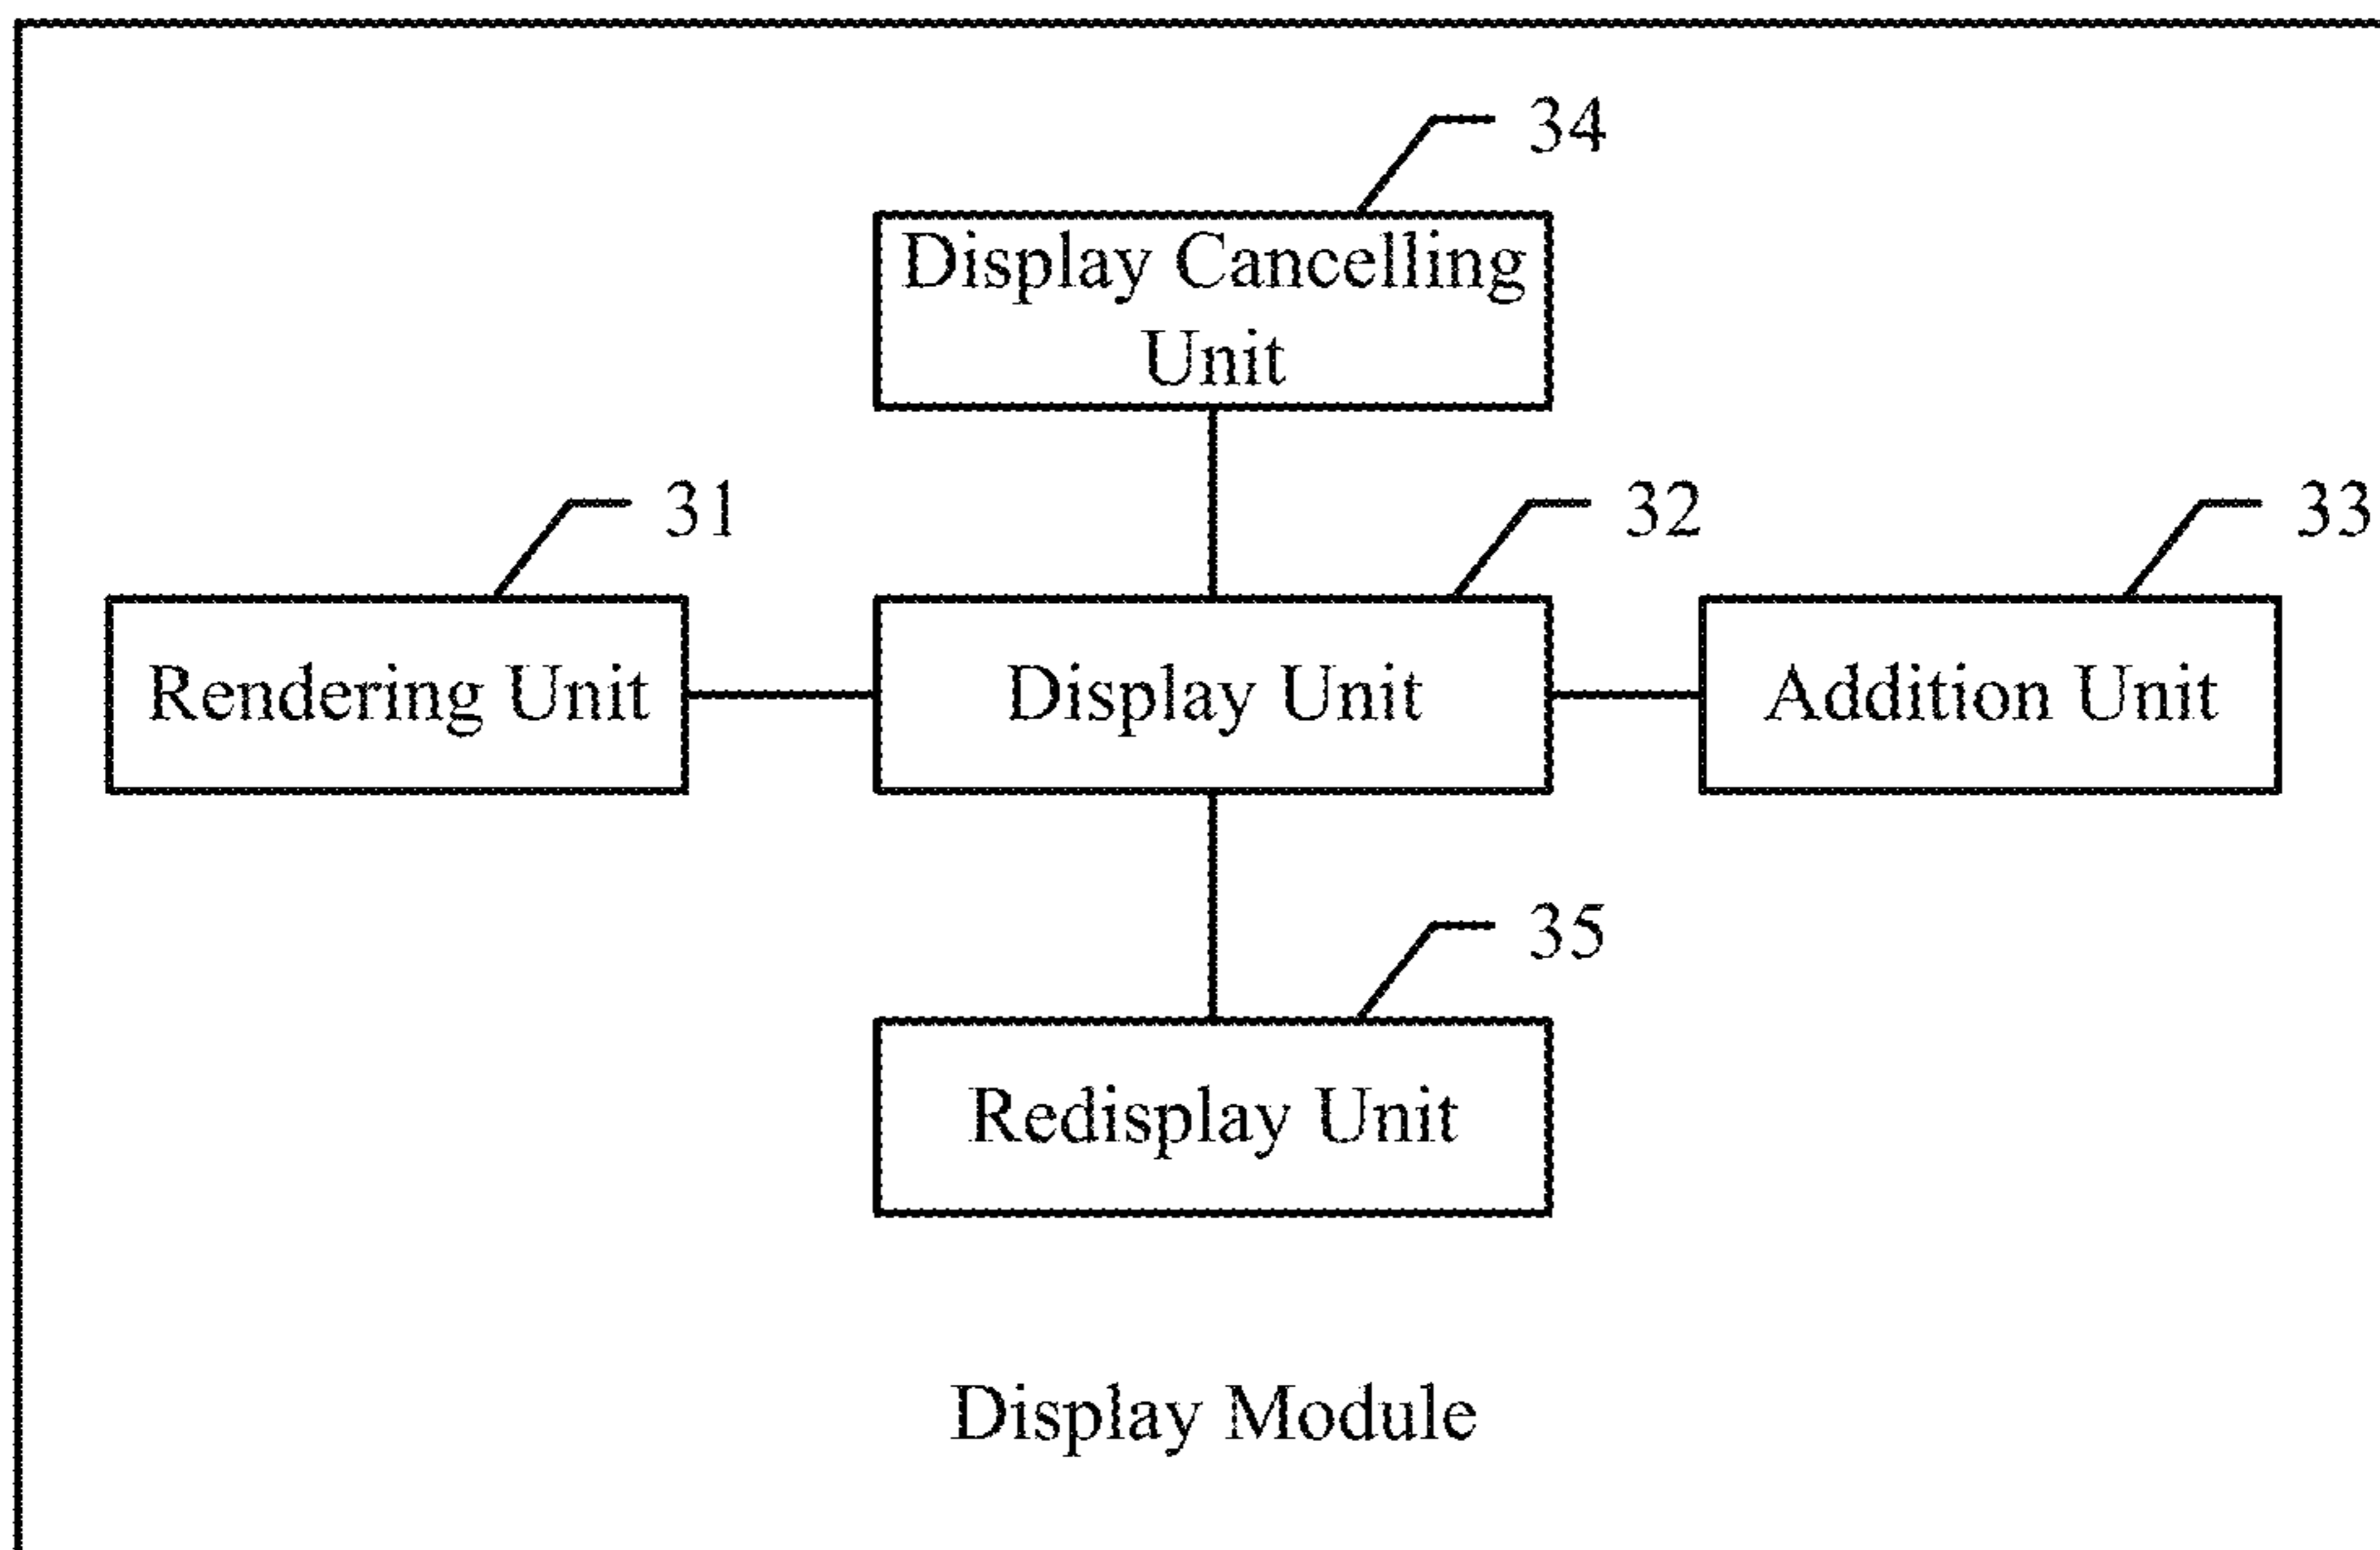 34
Display Cancelling
Unit
31
32
33
Rendering Unit
Display Unit
Addition Unit
35
Redisplay Unit
Display Module